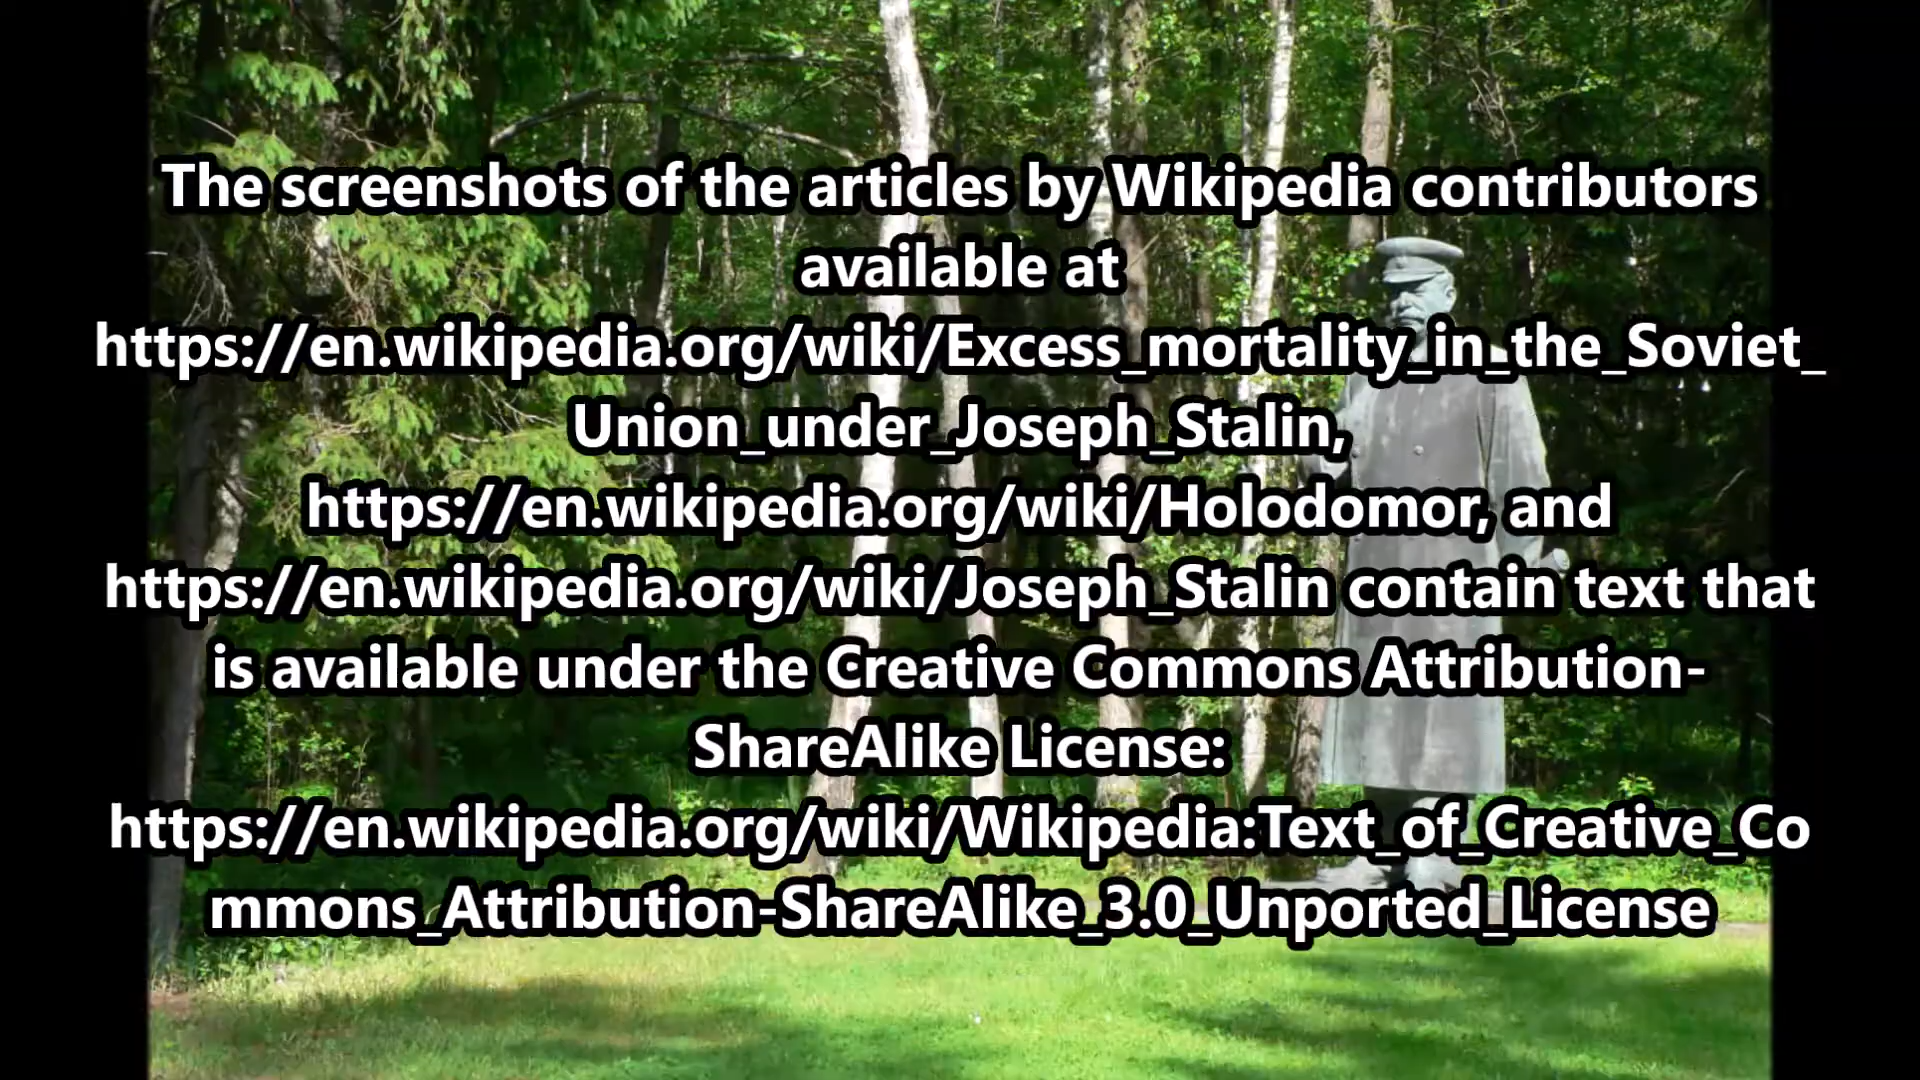 The screenshots of the articles by Wikipedia contributors
available at
https://en.wikipedia.org/wiki/Excess_mortality_in_the_Soviet_
Union_under_Joseph_Stalin,
https://en.wikipedia.org/wiki/Holodomor, and
https://en.wikipedia.org/wiki/Joseph_Stalin contain text that
is available under the Creative Commons Attribution-
ShareAlike License:
https://en.wikipedia.org/wiki/Wikipedia:Text_of_Creative_Co
mmons_Attribution-ShareAlike_3.0_Unported_License